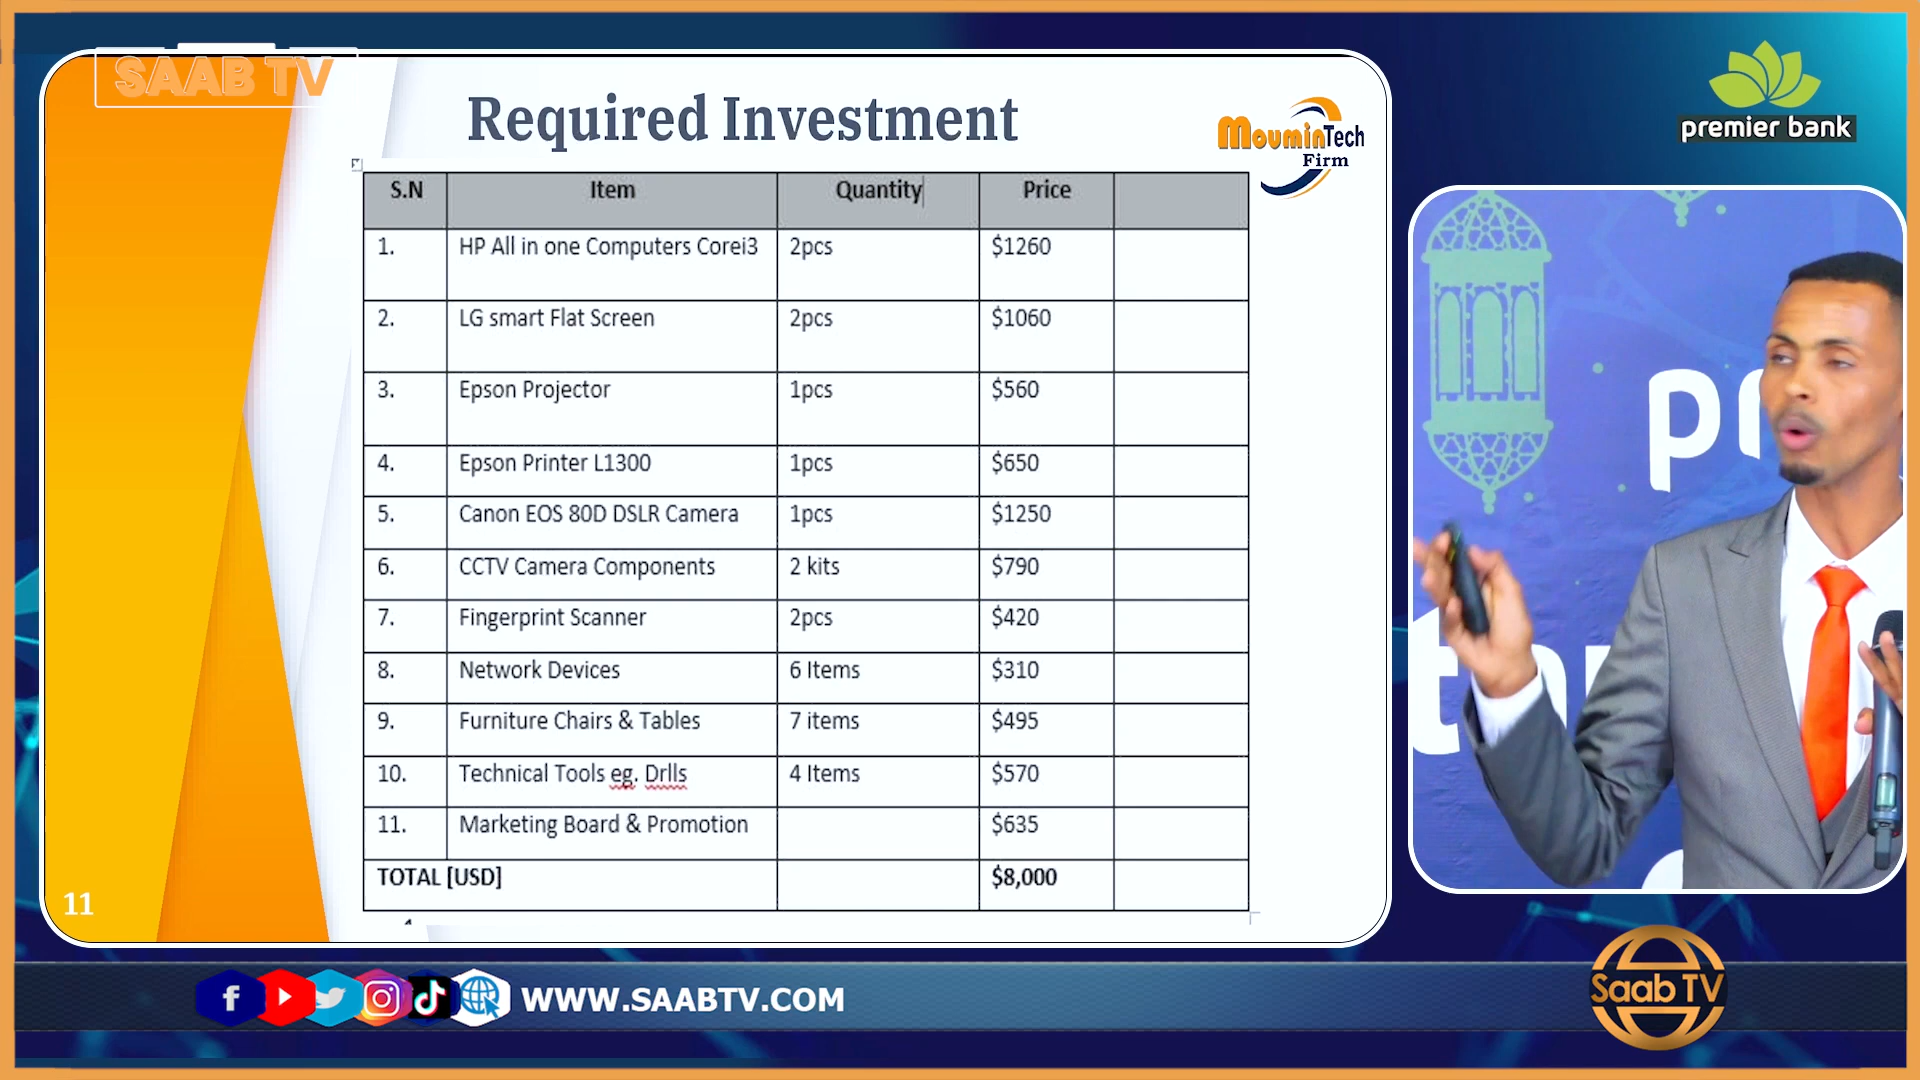 SAAB TV
Required Investment
MouminTech
Firm
S.N Item Quantity Price
1. HP All in one Computers Corei3 2pcs $1260
2. LG smart Flat Screen 2pcs $1060
3. Epson Projector 1pcs $560
4. Epson Printer L1300 1pcs $650
5. Canon EOS 80D DSLR Camera 1pcs $1250
6. CCTV Camera Components 2 kits $790
7. Fingerprint Scanner 2pcs $420
8. Network Devices 6 Items $310
9. Furniture Chairs & Tables 7 items $495
10. Technical Tools eg. Drlls 4 Items $570
11. Marketing Board & Promotion $635
TOTAL [USD] $8,000
11
premier bank
WWW.SAABTV.COM
Saab TV